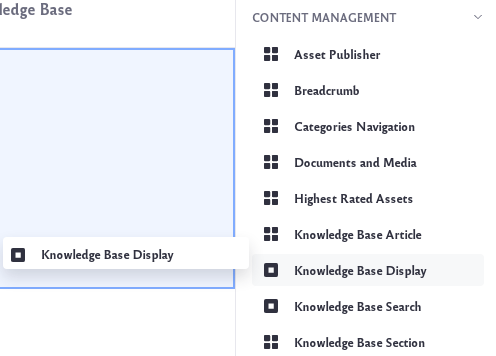 ledge Base
CONTENT MANAGEMENT
Asset Publisher
Breadcrumb
Categories Navigation
Documents and Media
Highest Rated Assets
Knowledge Base Article
Knowledge Base Display
Knowledge Base Display
Knowledge Base Search
Knowledge Base Section